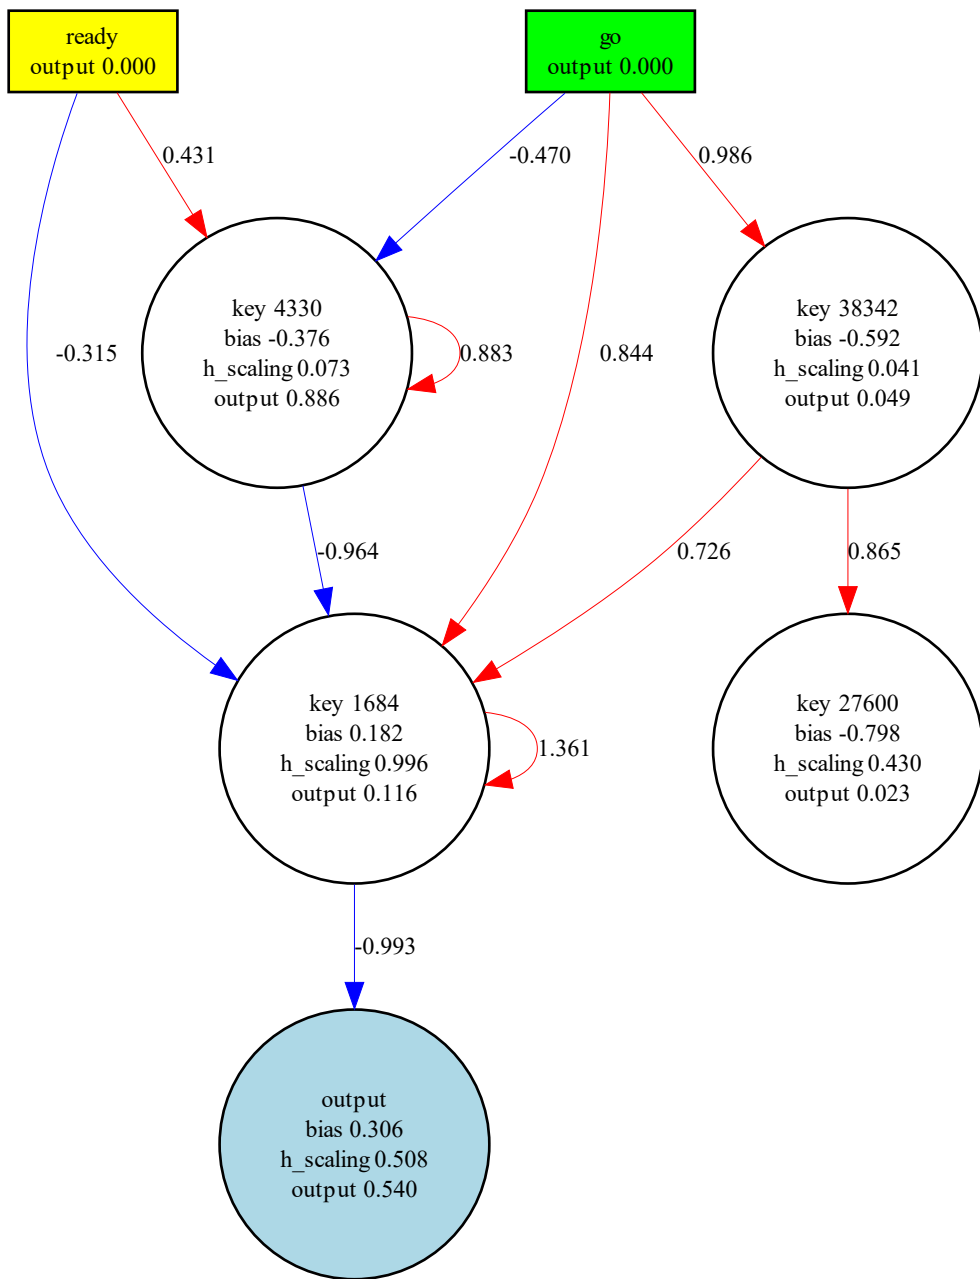 ready
output 0.000
go
output 0.000
0.431
-0.470
0.986
key 4330
bias -0.376
h_scaling 0.073
output 0.886
key 38342
bias -0.592
h_scaling 0.041
output 0.049
-0.315
0.883
0.844
-0.964
0.726
0.865
key 1684
bias 0.182
h_scaling 0.996
output 0.116
1.361
key 27600
bias -0.798
h_scaling 0.430
output 0.023
-0.993
output
bias 0.306
h_scaling 0.508
output 0.540